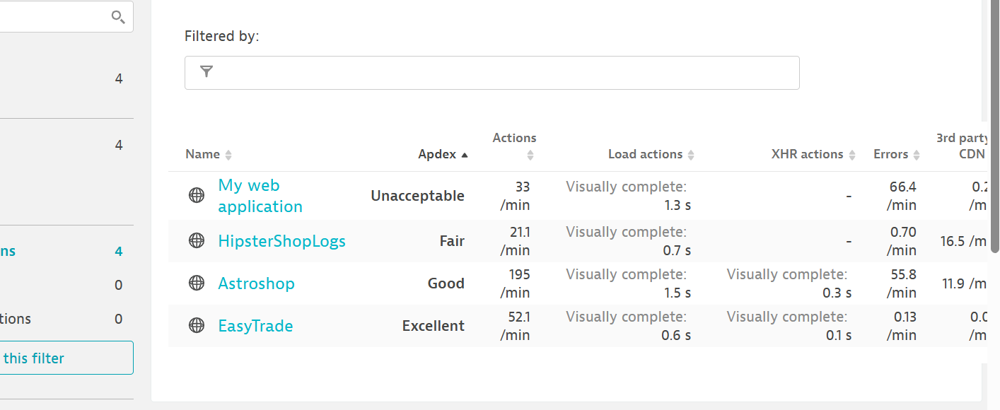 Filtered by:
4
4
ns 4
0
tions 0
this filter
Name Apdex Actions Load actions XHR actions Errors 3rd party CDN
My web application Unacceptable 33 /min Visually complete: 1.3 s - 66.4 /min
HipsterShopLogs Fair 21.1 /min Visually complete: 0.7 s - 0.70 /min 16.5 /m
Astroshop Good 195 /min Visually complete: 1.5 s Visually complete: 0.3 s 55.8 /min 11.9 /m
EasyTrade Excellent 52.1 /min Visually complete: 0.6 s Visually complete: 0.1 s 0.13 /min